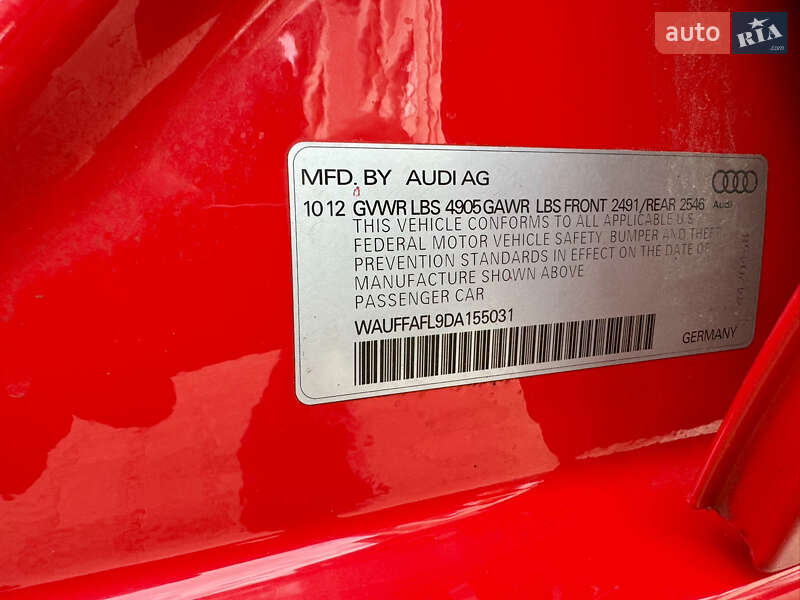 auto RIA.com
MFD. BY AUDI AG
10 12 GVWR LBS 4905 GAWR LBS FRONT 2491/REAR 2546
Audi
THIS VEHICLE CONFORMS TO ALL APPLICABLE U.S.
FEDERAL MOTOR VEHICLE SAFETY, BUMPER AND THEFT
PREVENTION STANDARDS IN EFFECT ON THE DATE OF
MANUFACTURE SHOWN ABOVE
PASSENGER CAR
WAUFFAFL9DA155031
GERMANY